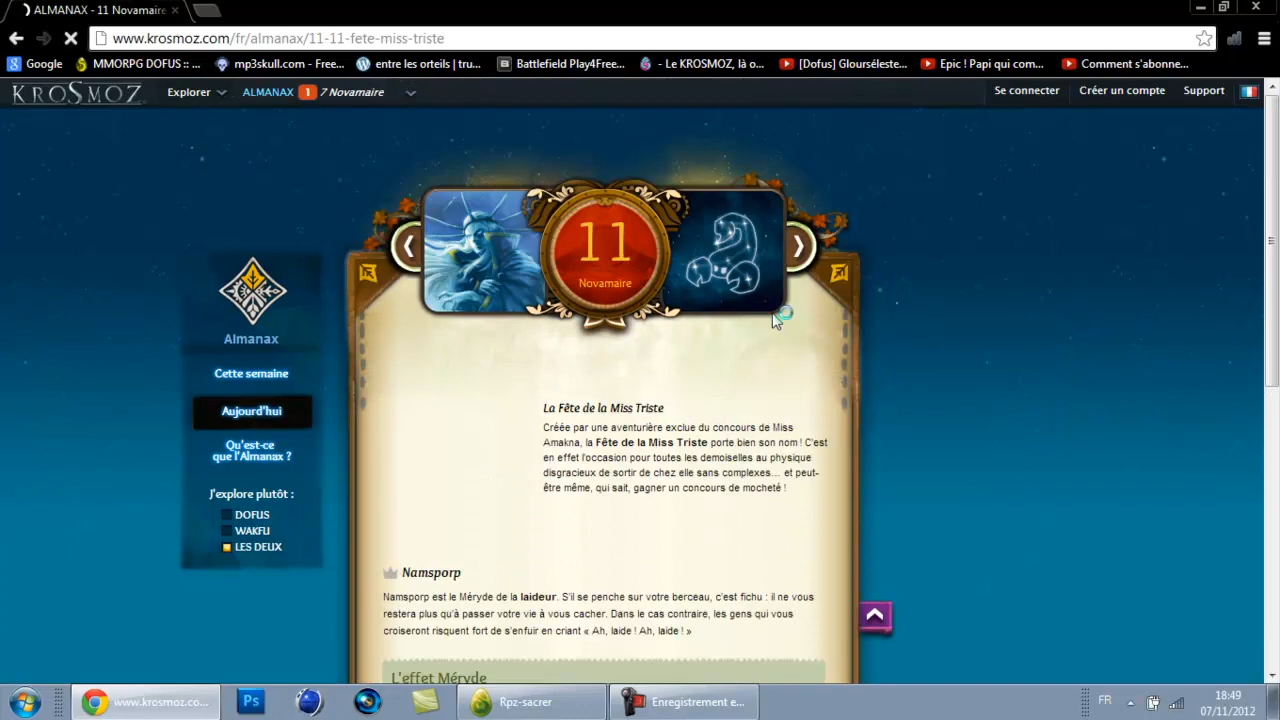 ALMANAX - 11 Novamaire
www.krosmoz.com/fr/almanax/11-11-fete-miss-triste
Google
MMORPG DOFUS :: ...
mp3skull.com - Free...
entre les orteils | tru...
Battlefield Play4Free...
- Le KROSMOZ, là o...
[Dofus] Glourséleste...
Epic ! Papi qui com...
Comment s'abonne...
KROSMOZ
Explorer
ALMANAX
1
7 Novamaire
Se connecter
Créer un compte
Support
11
Novamaire
Almanax
Cette semaine
Aujourd'hui
Qu'est-ce
que l'Almanax ?
J'explore plutôt :
DOFUS
WAKFU
LES DEUX
La Fête de la Miss Triste
Créée par une aventurière exclue du concours de Miss
Amakna, la Fête de la Miss Triste porte bien son nom ! C'est
en effet l'occasion pour toutes les demoiselles au physique
disgracieux de sortir de chez elle sans complexes... et peut-
être même, qui sait, gagner un concours de mocheté !
Namsporp
Namsporp est le Méryde de la laideur. S'il se penche sur votre berceau, c'est fichu : il ne vous
restera plus qu'à passer votre vie à vous cacher. Dans le cas contraire, les gens qui vous
croiseront risquent fort de s'enfuir en criant « Ah, laide ! Ah, laide ! »
L'effet Méryde
www.krosmoz.co...
Ps
Rpz-sacrer
Enregistrement e...
FR
18:49
07/11/2012